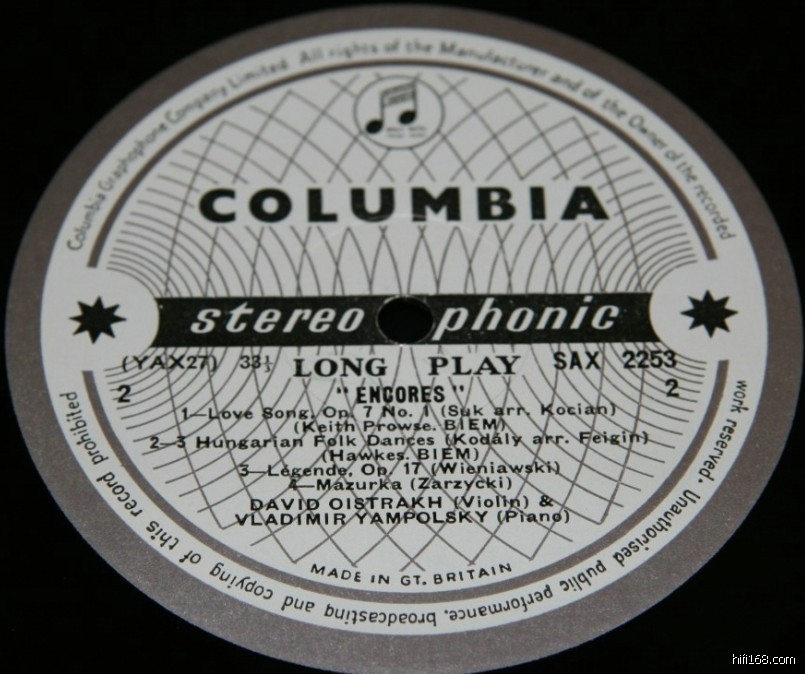 Columbia Graphophone Company Limited All rights of the Manufacturer and of the Owner of the recorded
work reserved · Unauthorised public performance, broadcasting and copying of this record prohibited
COLUMBIA
stereo phonic
(YAX27) 33⅓ LONG PLAY SAX 2253
2 "ENCORES" 2
1—Love Song, Op. 7 No. 1 (Suk arr. Kocian)
(Keith Prowse. BIEM)
2—3 Hungarian Folk Dances (Kodály arr. Feigin)
(Hawkes. BIEM)
3—Légende, Op. 17 (Wieniawski)
4—Mazurka (Zarzycki)
DAVID OISTRAKH (Violin) &
VLADIMIR YAMPOLSKY (Piano)
MADE IN GT. BRITAIN
hifi168.com